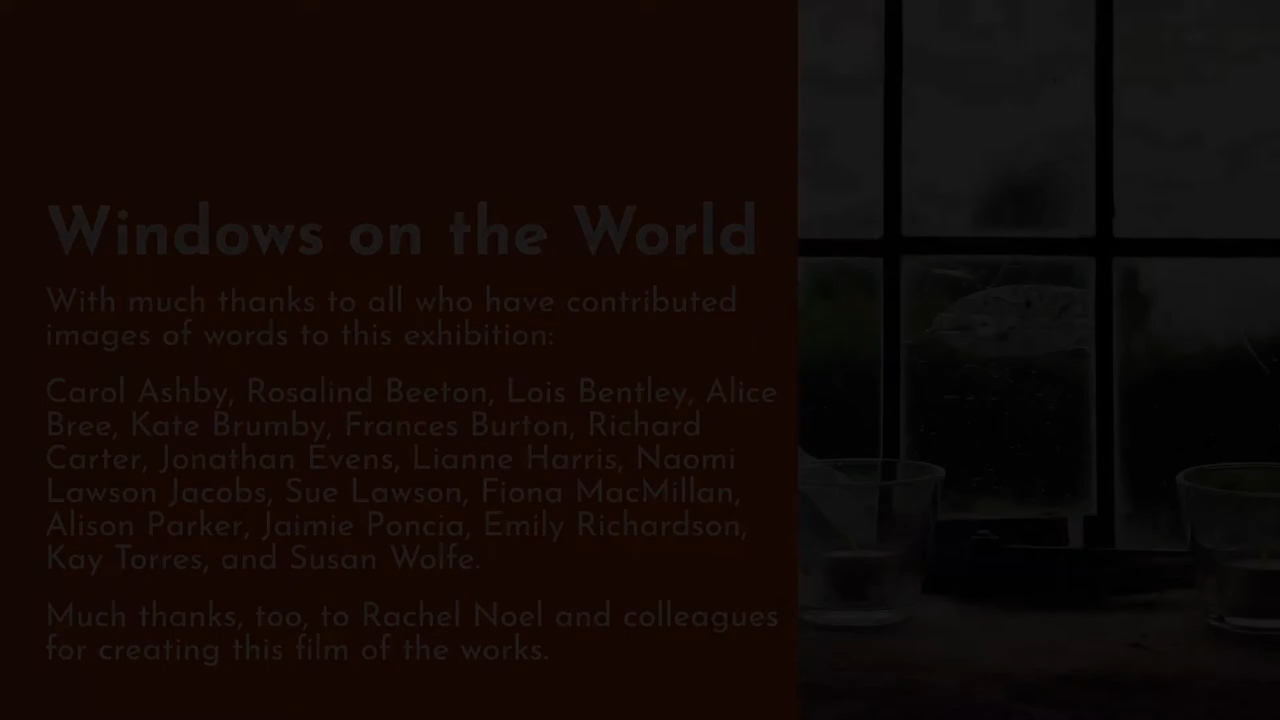 Windows on the World
With much thanks to all who have contributed
images of words to this exhibition:
Carol Ashby, Rosalind Beeton, Lois Bentley, Alice
Bree, Kate Brumby, Frances Burton, Richard
Carter, Jonathan Evens, Lianne Harris, Naomi
Lawson Jacobs, Sue Lawson, Fiona MacMillan,
Alison Parker, Jaimie Poncia, Emily Richardson,
Kay Torres, and Susan Wolfe.
Much thanks, too, to Rachel Noel and colleagues
for creating this film of the works.